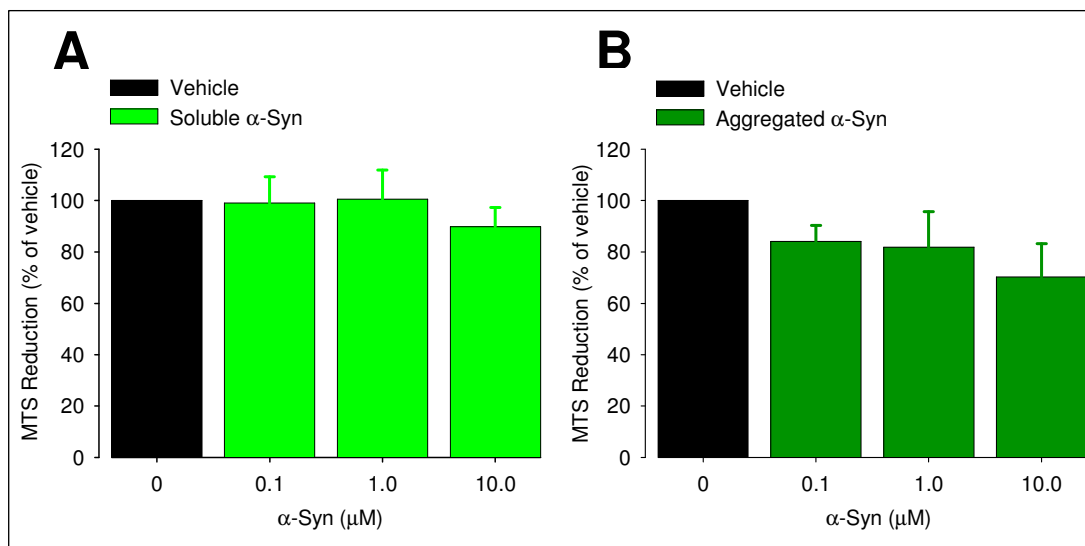 A
Vehicle
Soluble α-Syn
MTS Reduction (% of vehicle)
120
100
80
60
40
20
0
0 0.1 1.0 10.0
α-Syn (μM)
B
Vehicle
Aggregated α-Syn
MTS Reduction (% of vehicle)
120
100
80
60
40
20
0
0 0.1 1.0 10.0
α-Syn (μM)